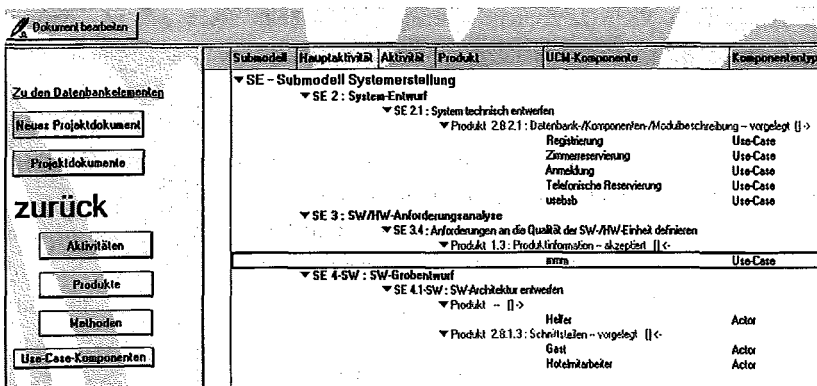 Dokument bearbeiten
Submodell Hauptaktivität Aktivität Produkt UCM-Komponente Komponententyp
▼ SE - Submodell Systemerstellung
Zu den Datenbankelementen
▼ SE 2 : System-Entwurf
▼ SE 2.1 : System technisch entwerfen
Neues Projektdokument
▼ Produkt 2.8.2.1 : Datenbank-/Komponenten-/Modulbeschreibung -- vorgelegt [] ->
Registrierung Use-Case
Zimmerreservierung Use-Case
Projektdokumente
Anmeldung Use-Case
Telefonische Reservierung Use-Case
usebsb Use-Case
zurück
▼ SE 3 : SW/HW-Anforderungsanalyse
▼ SE 3.4 : Anforderungen an die Qualität der SW-/HW-Einheit definieren
Aktivitäten
▼ Produkt 1.3 : Produktinformation -- akzeptiert [] <-
Use-Case
▼ SE 4-SW : SW-Grobentwurf
Produkte
▼ SE 4.1-SW : SW-Architektur entwerfen
▼ Produkt -- [] ->
Helfer Actor
Methoden
▼ Produkt 2.8.1.3 : Schnittstellen -- vorgelegt [] <-
Gast Actor
Use-Case-Komponenten
Hotelmitarbeiter Actor